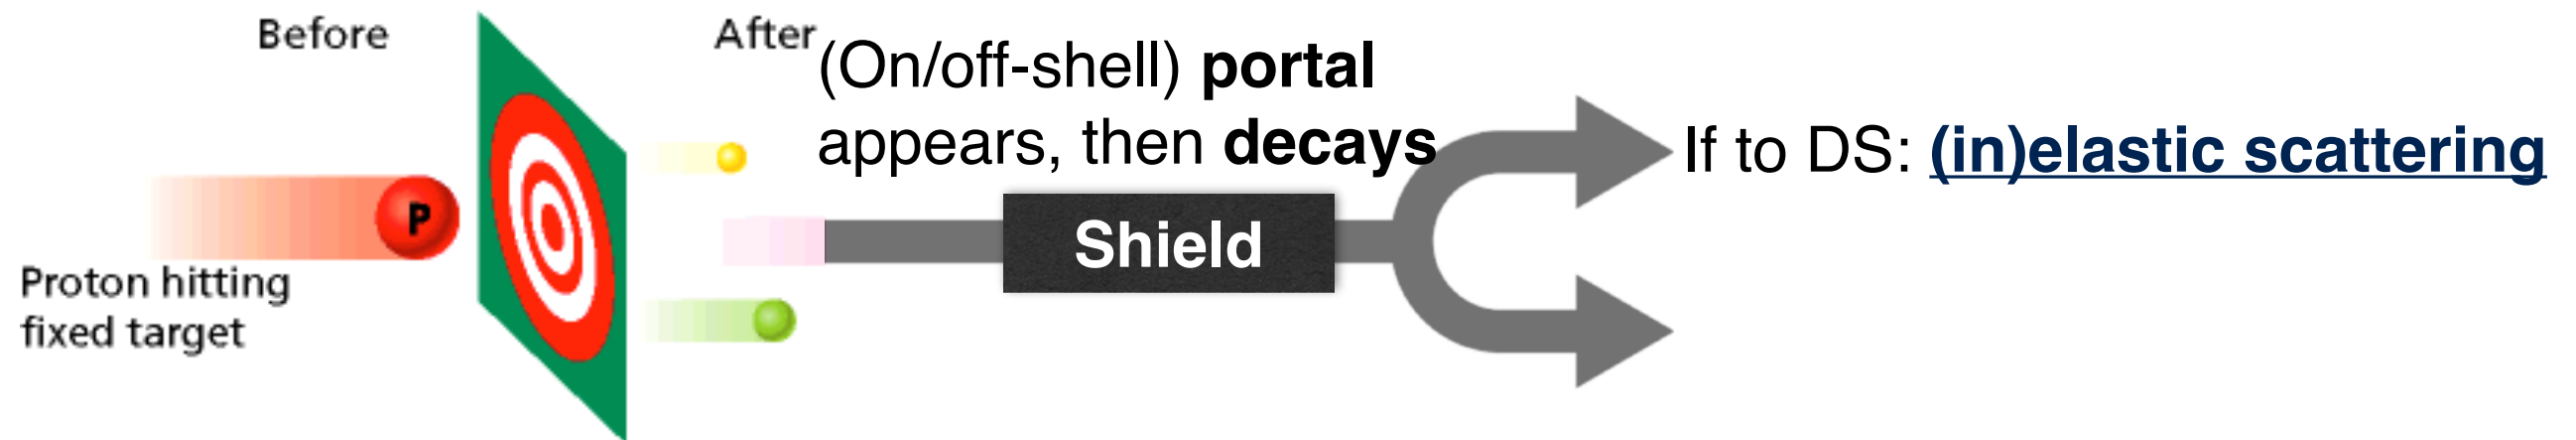 Before
After
(On/off-shell) portal
appears, then decays
If to DS: (in)elastic scattering
P
Shield
Proton hitting
fixed target